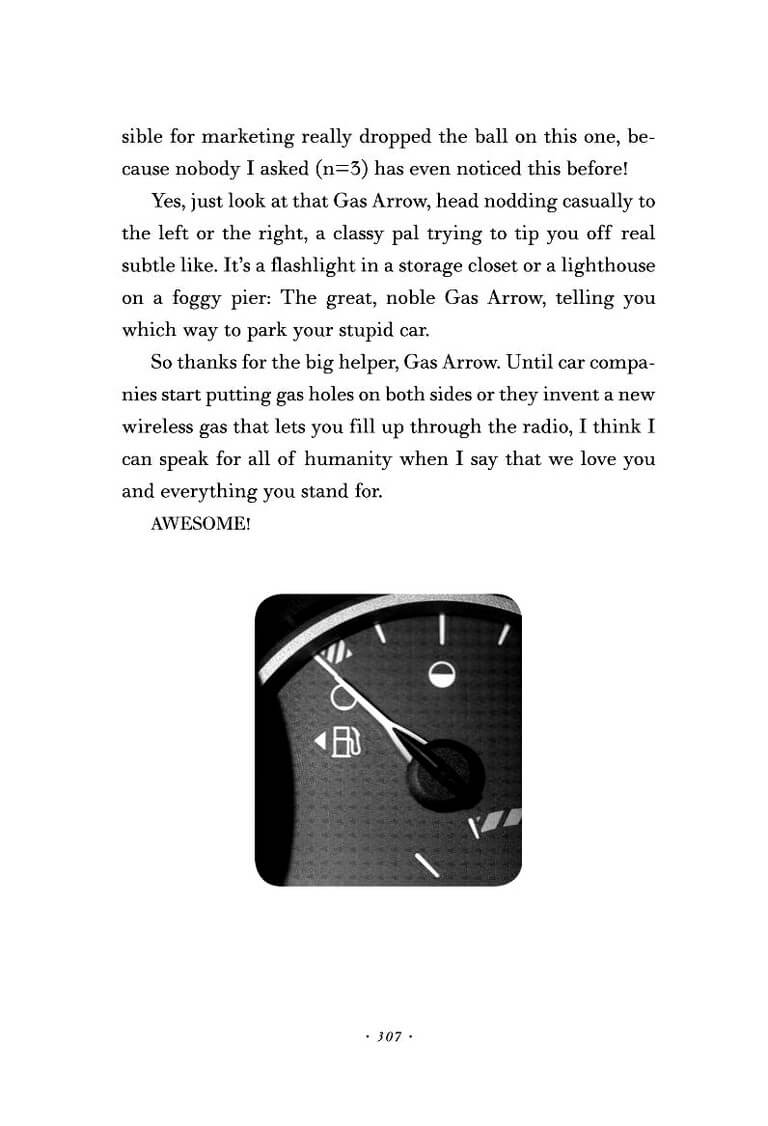 sible for marketing really dropped the ball on this one, be-
cause nobody I asked (n=3) has even noticed this before!
Yes, just look at that Gas Arrow, head nodding casually to
the left or the right, a classy pal trying to tip you off real
subtle like. It’s a flashlight in a storage closet or a lighthouse
on a foggy pier: The great, noble Gas Arrow, telling you
which way to park your stupid car.
So thanks for the big helper, Gas Arrow. Until car compa-
nies start putting gas holes on both sides or they invent a new
wireless gas that lets you fill up through the radio, I think I
can speak for all of humanity when I say that we love you
and everything you stand for.
AWESOME!
· 307 ·